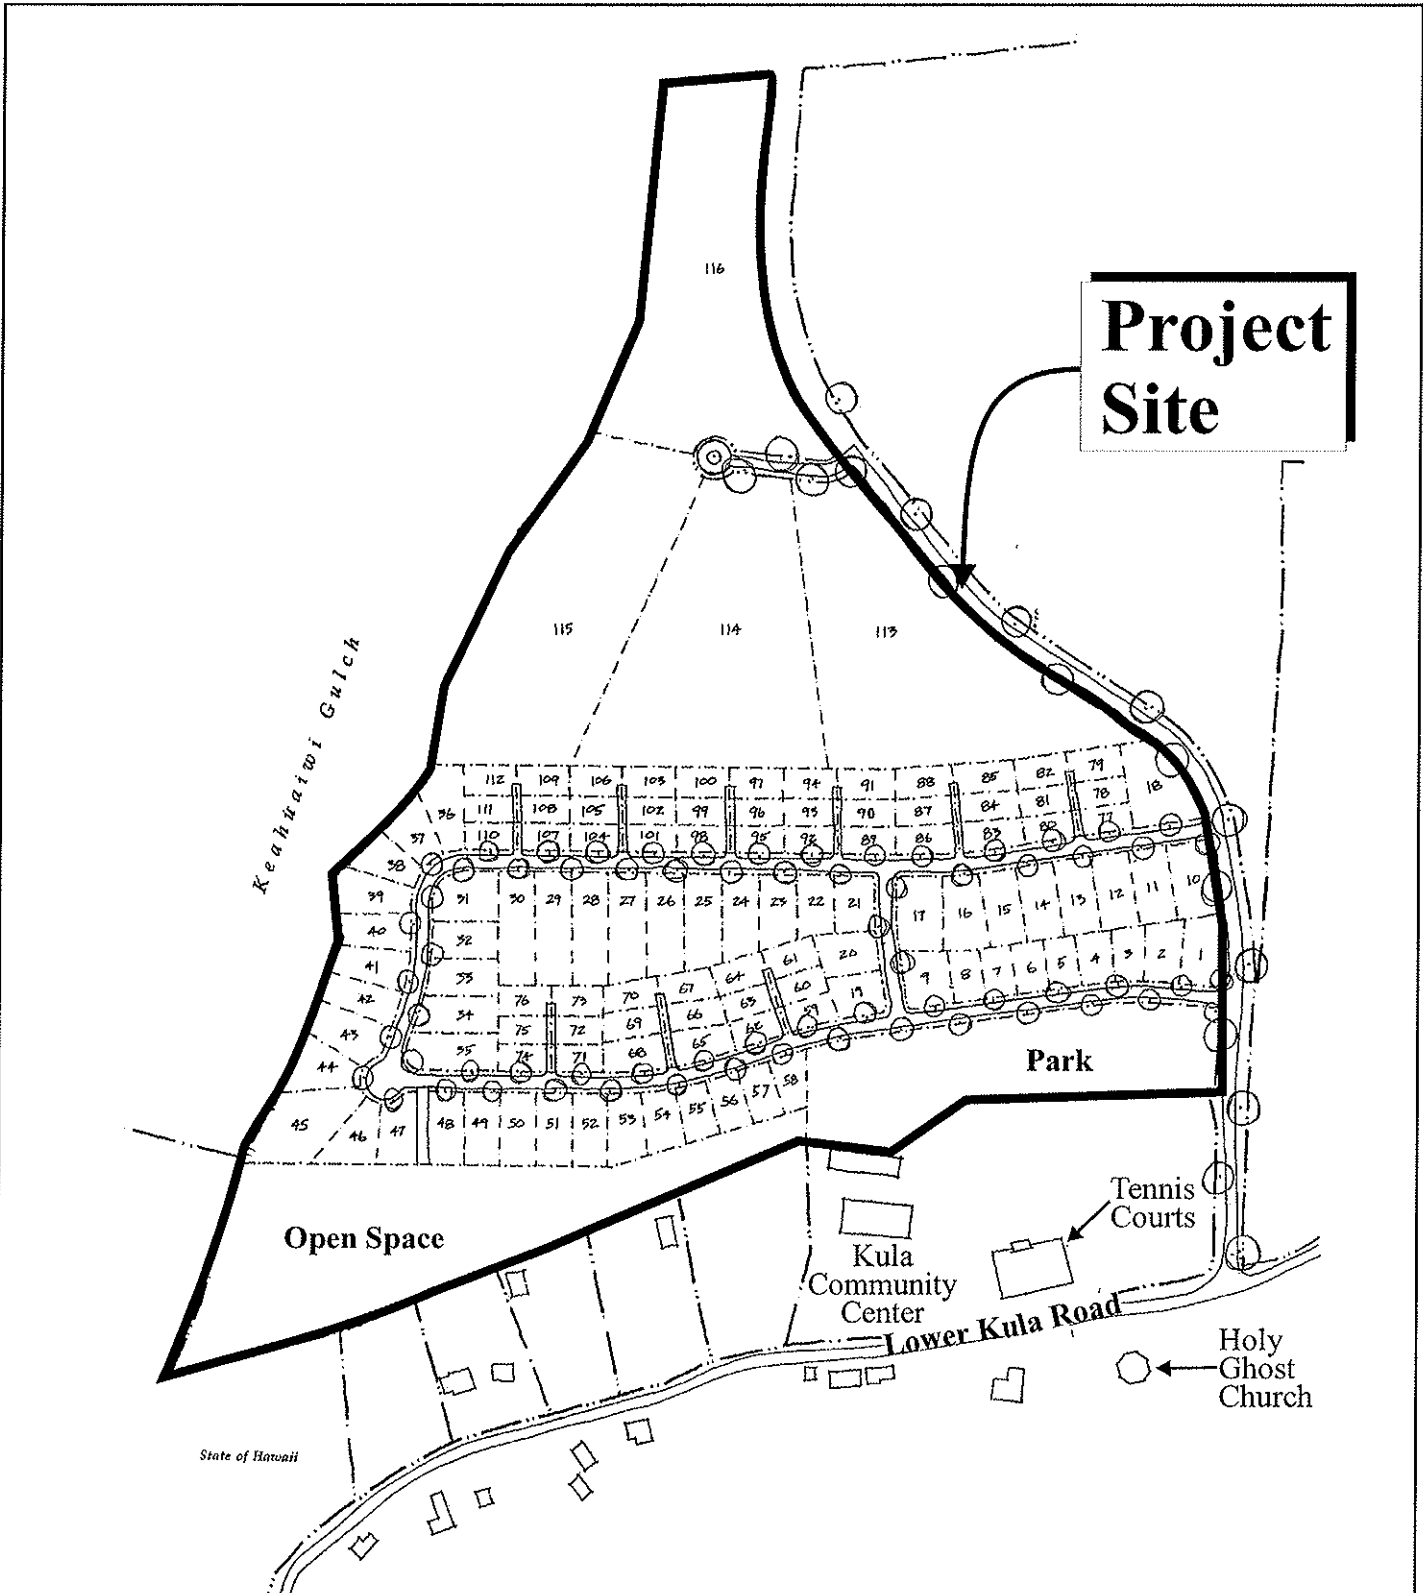 116
Project
Site
115
114
113
Keahuaiwi Gulch
112 109 106 103 100 97 94 91 88 85 82 79
36 111 108 105 102 99 96 93 90 87 84 81 78 18
37 110 107 104 101 98 95 92 89 86 83 80 77
38
39 31 30 29 28 27 26 25 24 23 22 21 17 16 15 14 13 12 11 10
40 32
41 33 61 20 9 8 7 6 5 4 3 2 1
42 34 76 73 70 67 64 60 19
43 75 72 69 66 63 59
44 35 74 71 68 65 62
Park
45 46 47 48 49 50 51 52 53 54 55 56 57 58
Open Space
Tennis
Courts
Kula
Community
Center
Lower Kula Road
Holy
Ghost
Church
State of Hawaii